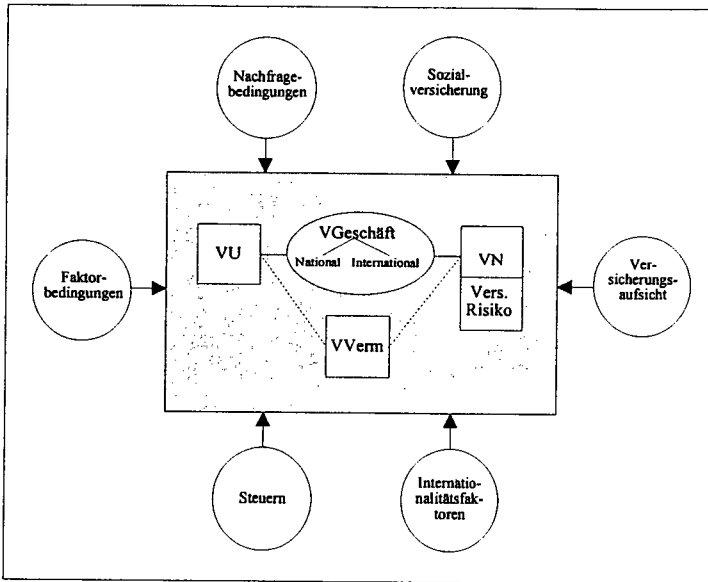 Nachfrage-
bedingungen
Sozial-
versicherung
VGeschäft
National International
VU
VN
Vers.
Risiko
VVerm
Faktor-
bedingungen
Ver-
sicherungs-
aufsicht
Steuern
Internatio-
nalitätsfak-
toren